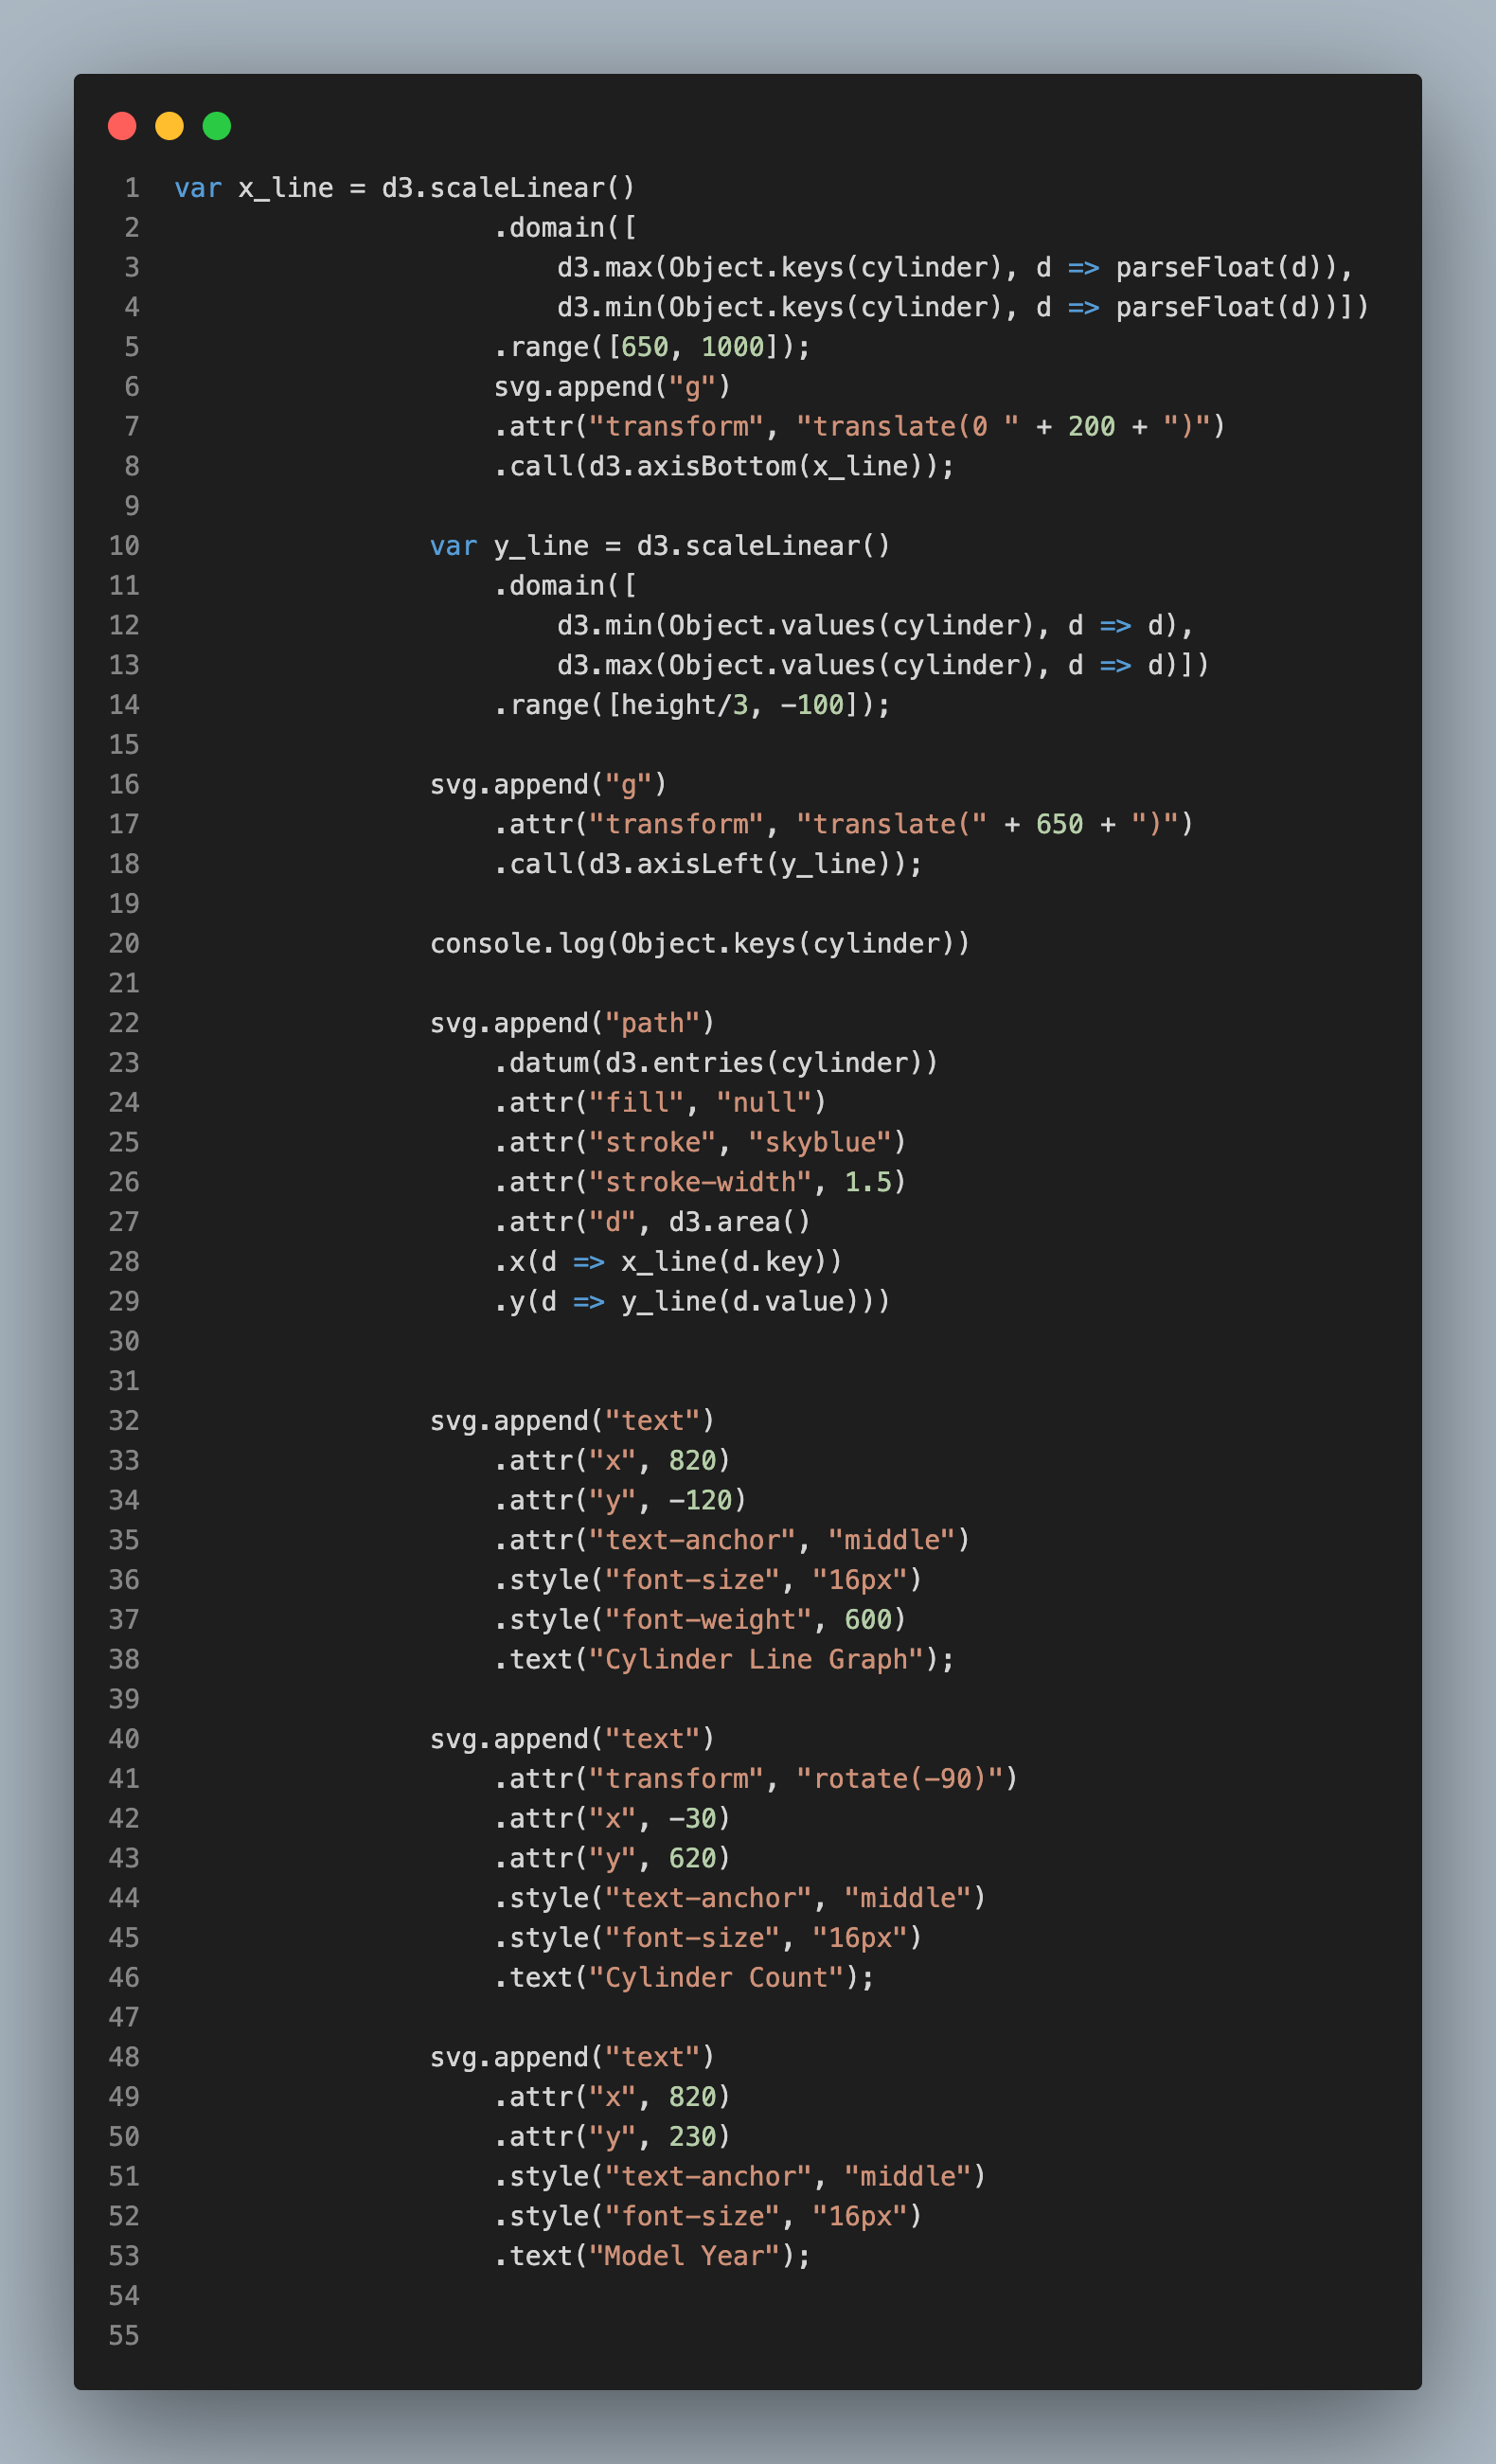 1 var x_line = d3.scaleLinear()
2 .domain([
3 d3.max(Object.keys(cylinder), d => parseFloat(d)),
4 d3.min(Object.keys(cylinder), d => parseFloat(d))])
5 .range([650, 1000]);
6 svg.append("g")
7 .attr("transform", "translate(0 " + 200 + ")")
8 .call(d3.axisBottom(x_line));
9
10 var y_line = d3.scaleLinear()
11 .domain([
12 d3.min(Object.values(cylinder), d => d),
13 d3.max(Object.values(cylinder), d => d)])
14 .range([height/3, -100]);
15
16 svg.append("g")
17 .attr("transform", "translate(" + 650 + ")")
18 .call(d3.axisLeft(y_line));
19
20 console.log(Object.keys(cylinder))
21
22 svg.append("path")
23 .datum(d3.entries(cylinder))
24 .attr("fill", "null")
25 .attr("stroke", "skyblue")
26 .attr("stroke-width", 1.5)
27 .attr("d", d3.area()
28 .x(d => x_line(d.key))
29 .y(d => y_line(d.value)))
30
31
32 svg.append("text")
33 .attr("x", 820)
34 .attr("y", -120)
35 .attr("text-anchor", "middle")
36 .style("font-size", "16px")
37 .style("font-weight", 600)
38 .text("Cylinder Line Graph");
39
40 svg.append("text")
41 .attr("transform", "rotate(-90)")
42 .attr("x", -30)
43 .attr("y", 620)
44 .style("text-anchor", "middle")
45 .style("font-size", "16px")
46 .text("Cylinder Count");
47
48 svg.append("text")
49 .attr("x", 820)
50 .attr("y", 230)
51 .style("text-anchor", "middle")
52 .style("font-size", "16px")
53 .text("Model Year");
54
55